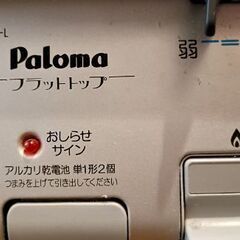 -L
Paloma
フラットトップ
弱
おしらせ
サイン
アルカリ乾電池 単1形2個
つまみを上げて引き出してください